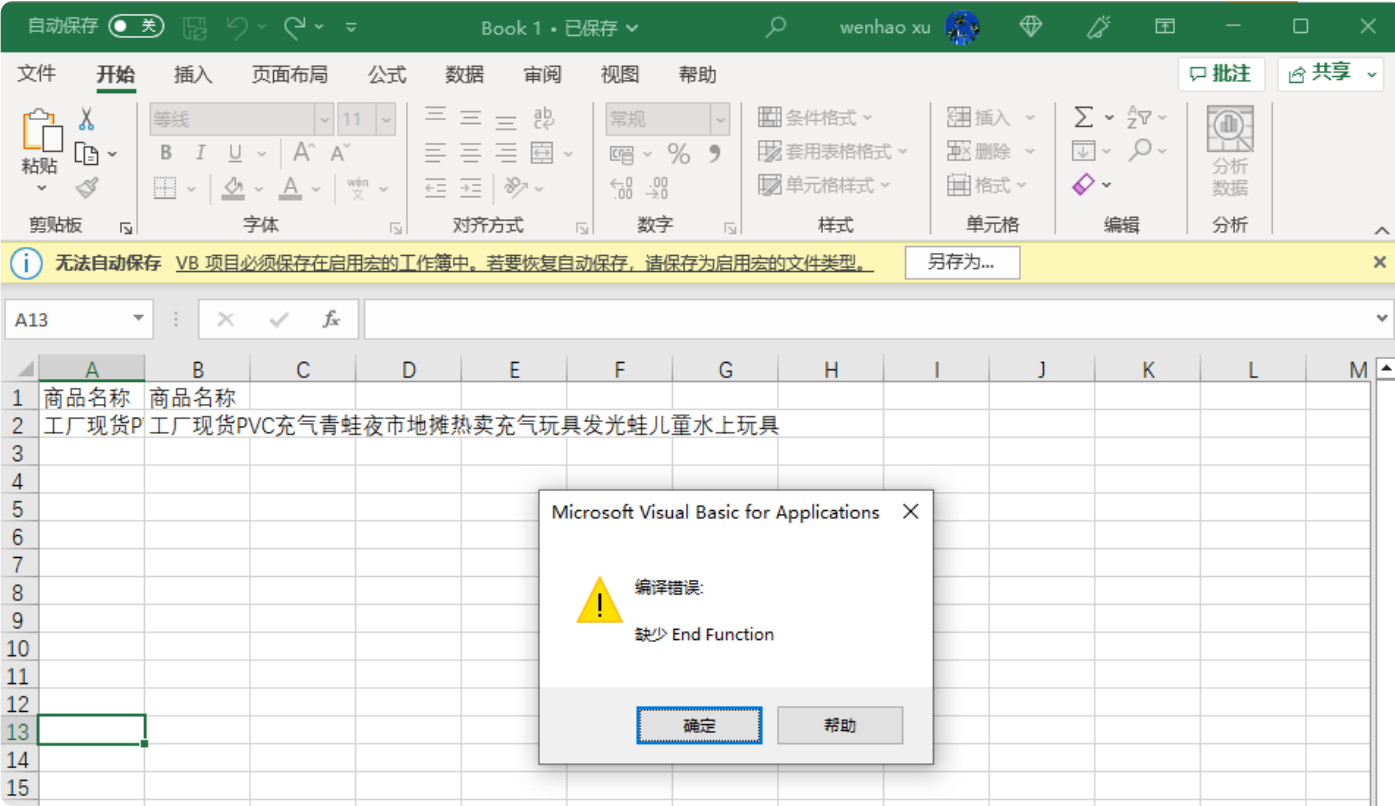 自动保存 关 Book 1 • 已保存 wenhao xu
文件 开始 插入 页面布局 公式 数据 审阅 视图 帮助 批注 共享
粘贴
剪贴板
等线 11
B I U A A
A wén 文
字体
ab
对齐方式
常规
%
.00 .00
数字
条件格式
套用表格格式
单元格样式
样式
插入
删除
格式
单元格
Σ AZ
编辑
分析
数据
分析
无法自动保存 VB 项目必须保存在启用宏的工作簿中。若要恢复自动保存，请保存为启用宏的文件类型。 另存为...
A13 fx
A B C D E F G H I J K L M
1 商品名称 商品名称
2 工厂现货P 工厂现货PVC充气青蛙夜市地摊热卖充气玩具发光蛙儿童水上玩具
3
4
5
6
7
8
9
10
11
12
13
14
15
Microsoft Visual Basic for Applications
编译错误:
缺少 End Function
确定 帮助